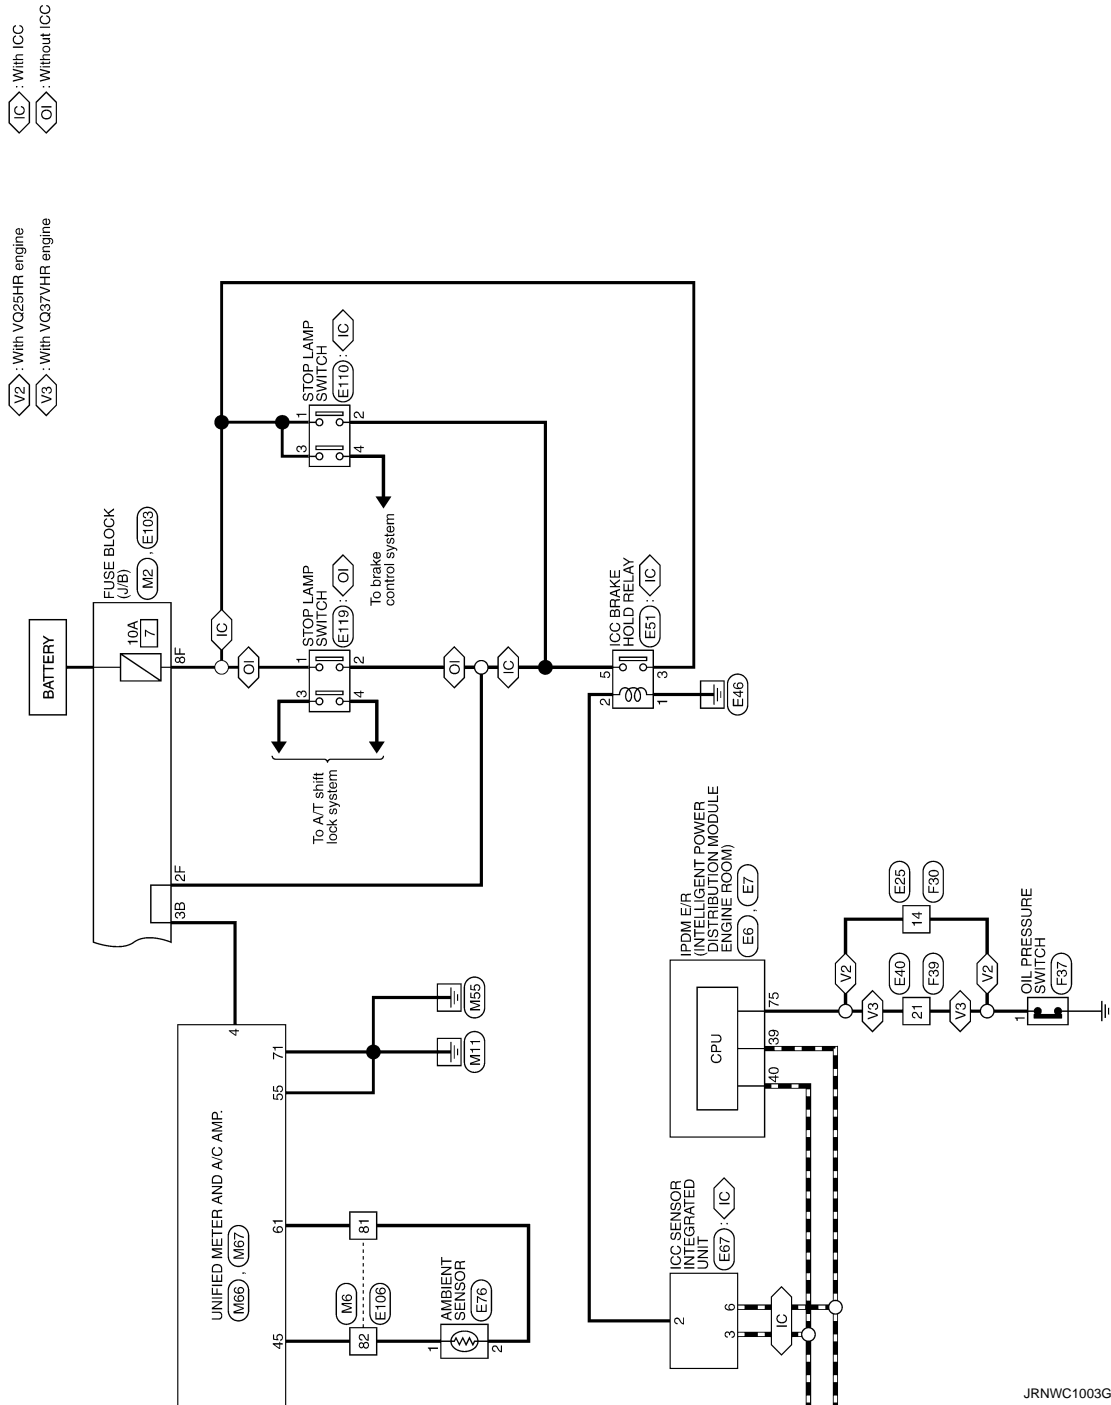 V2 : With VQ25HR engine
V3 : With VQ37VHR engine
IC : With ICC
OI : Without ICC
BATTERY
FUSE BLOCK
(J/B)
M2 , E103
10A
7
3B
2F
8F
IC
OI
STOP LAMP
SWITCH
E119 : OI
3
1
4
2
To A/T shift
lock system
STOP LAMP
SWITCH
E110 : IC
3
1
4
2
To brake
control system
OI
IC
UNIFIED METER AND A/C AMP.
M66 , M67
4
45
61
55
71
M11
M55
82
81
M6
E106
AMBIENT
SENSOR
E76
1
2
ICC BRAKE
HOLD RELAY
E51 : IC
2
5
1
3
E46
ICC SENSOR
INTEGRATED
UNIT
E67 : IC
2
3
6
IC
IPDM E/R
(INTELLIGENT POWER
DISTRIBUTION MODULE
ENGINE ROOM)
E6 , E7
CPU
40
39
75
V2
V3
21
E40
F39
14
E25
F30
V3
V2
OIL PRESSURE
SWITCH
F37
1
JRNWC1003G